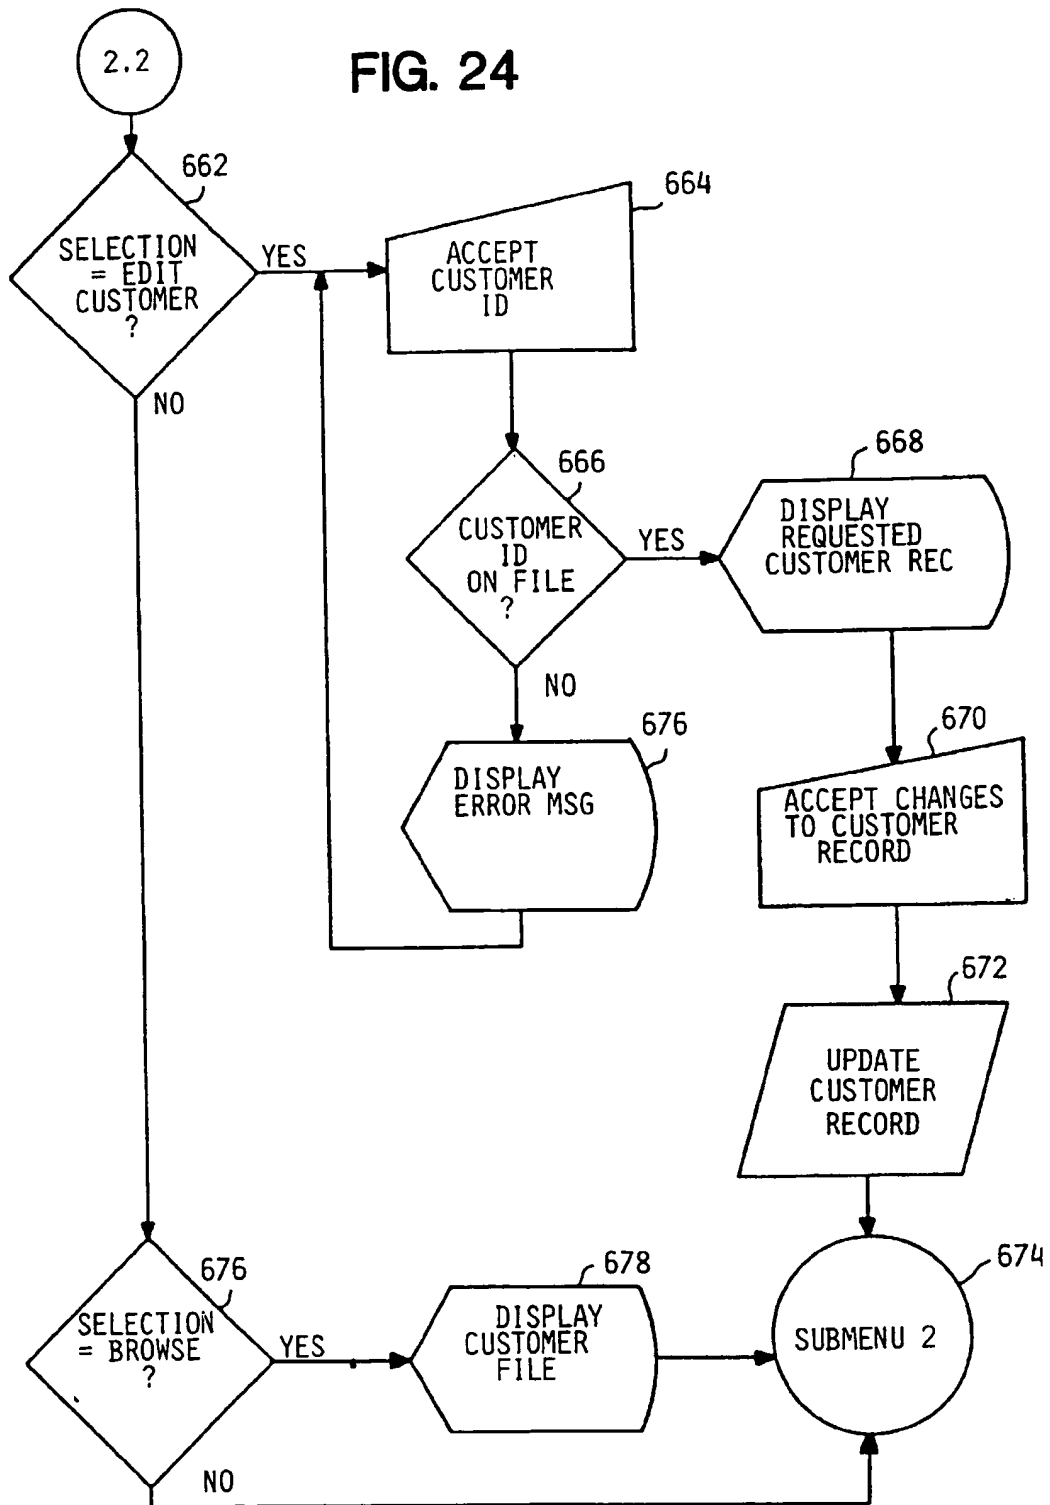 2.2
FIG. 24
662
SELECTION
= EDIT
CUSTOMER
?
YES
NO
664
ACCEPT
CUSTOMER
ID
666
CUSTOMER
ID
ON FILE
?
YES
NO
668
DISPLAY
REQUESTED
CUSTOMER REC
676
DISPLAY
ERROR MSG
670
ACCEPT CHANGES
TO CUSTOMER
RECORD
672
UPDATE
CUSTOMER
RECORD
676
SELECTION
= BROWSE
?
YES
NO
678
DISPLAY
CUSTOMER
FILE
674
SUBMENU 2